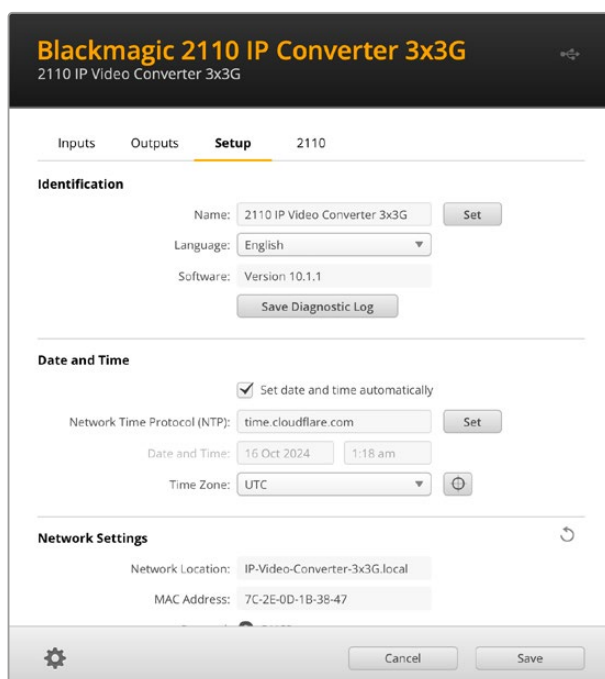 Blackmagic 2110 IP Converter 3x3G
2110 IP Video Converter 3x3G
Inputs Outputs Setup 2110
Identification
Name: 2110 IP Video Converter 3x3G Set
Language: English
Software: Version 10.1.1
Save Diagnostic Log
Date and Time
Set date and time automatically
Network Time Protocol (NTP): time.cloudflare.com Set
Date and Time: 16 Oct 2024 1:18 am
Time Zone: UTC
Network Settings
Network Location: IP-Video-Converter-3x3G.local
MAC Address: 7C-2E-0D-1B-38-47
Cancel Save